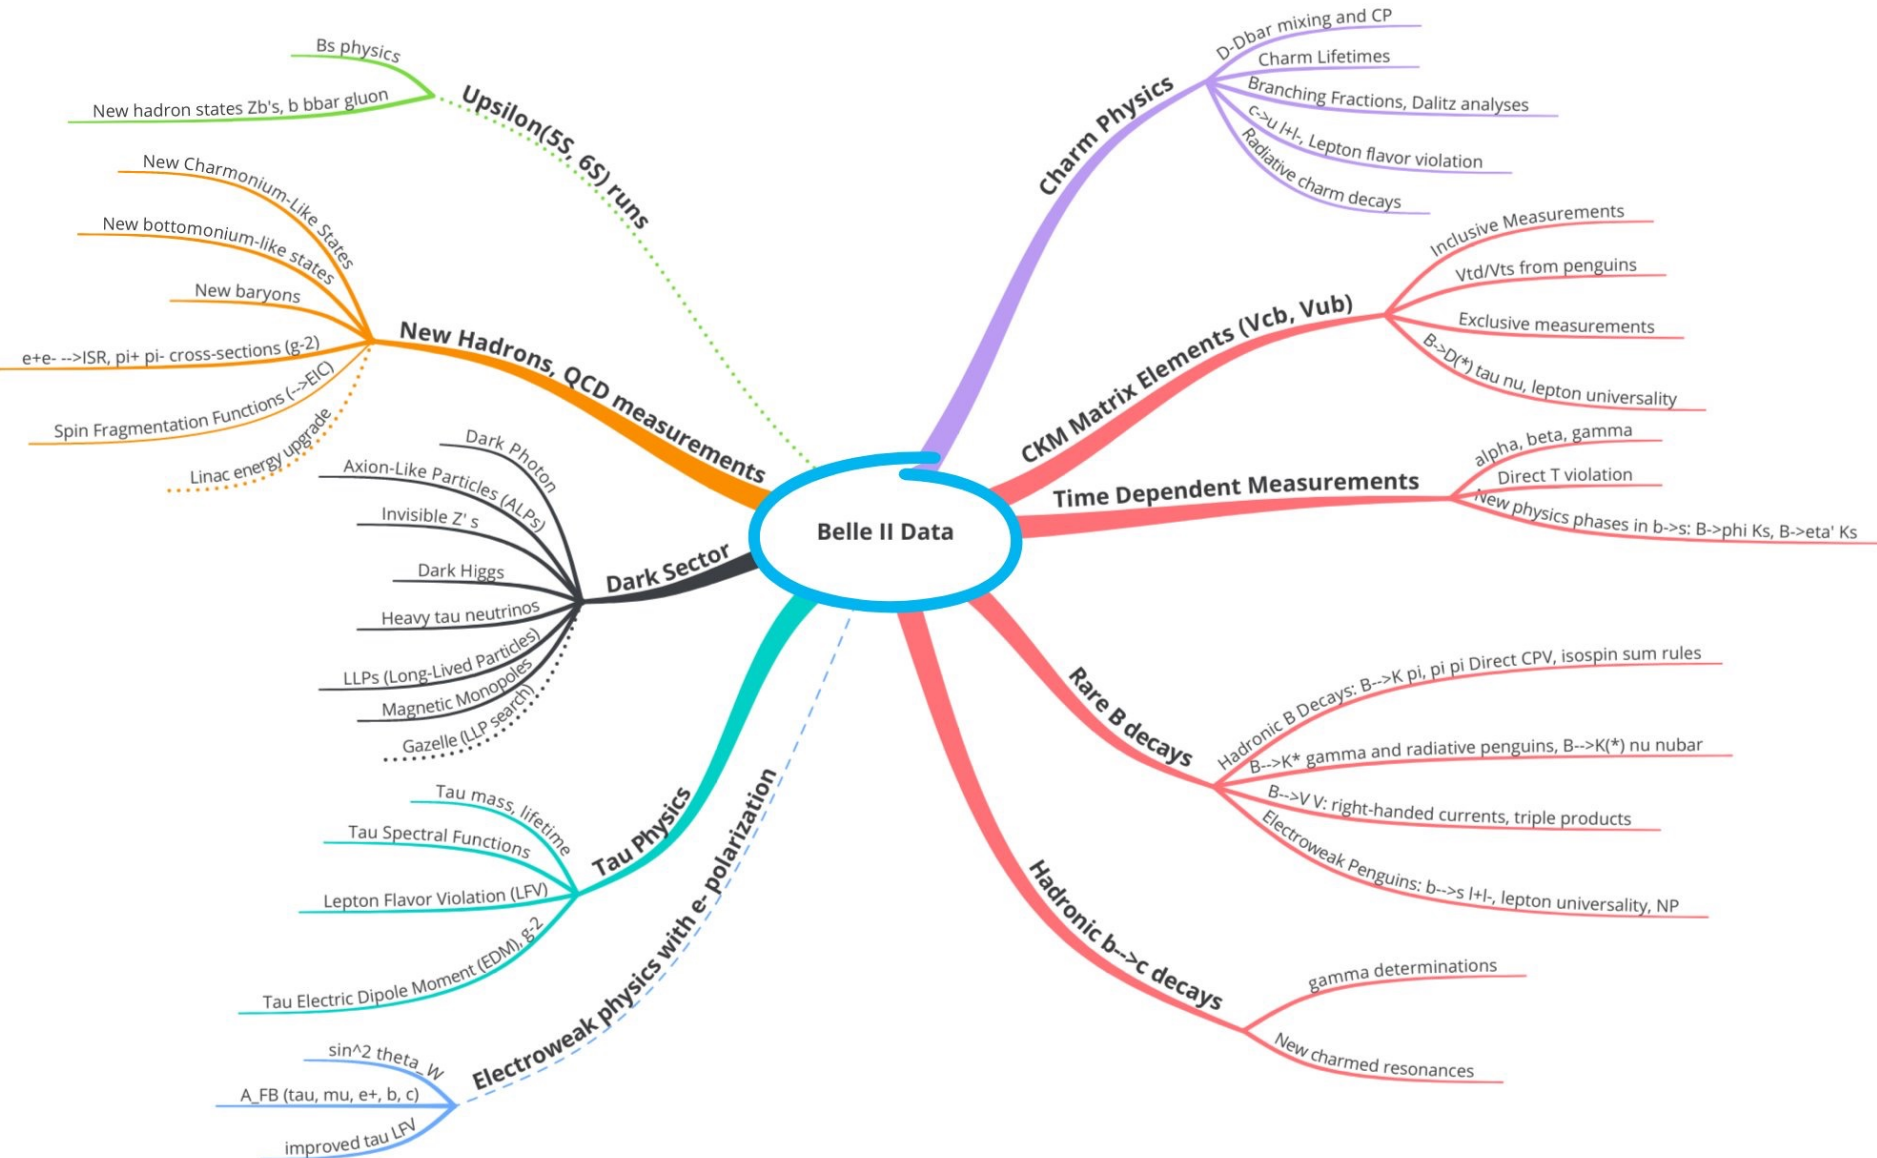 Belle II Data
Charm Physics
D-Dbar mixing and CP
Charm Lifetimes
Branching Fractions, Dalitz analyses
c->u l+l-, Lepton flavor violation
Radiative charm decays
CKM Matrix Elements (Vcb, Vub)
Inclusive Measurements
Vtd/Vts from penguins
Exclusive measurements
B->D(*) tau nu, lepton universality
Time Dependent Measurements
alpha, beta, gamma
Direct T violation
New physics phases in b->s: B->phi Ks, B->eta' Ks
Rare B decays
Hadronic B Decays: B-->K pi, pi pi Direct CPV, isospin sum rules
B-->K* gamma and radiative penguins, B-->K(*) nu nubar
B-->V V: right-handed currents, triple products
Electroweak Penguins: b-->s l+l-, lepton universality, NP
Hadronic b-->c decays
gamma determinations
New charmed resonances
Upsilon(5S, 6S) runs
Bs physics
New hadron states Zb's, b bbar gluon
New Hadrons, QCD measurements
New Charmonium-Like States
New bottomonium-like states
New baryons
e+e- -->ISR, pi+ pi- cross-sections (g-2)
Spin Fragmentation Functions (-->EIC)
Linac energy upgrade
Dark Sector
Dark Photon
Axion-Like Particles (ALPs)
Invisible Z' s
Dark Higgs
Heavy tau neutrinos
LLPs (Long-Lived Particles)
Magnetic Monopoles
Gazelle (LLP search)
Tau Physics
Tau mass, lifetime
Tau Spectral Functions
Lepton Flavor Violation (LFV)
Tau Electric Dipole Moment (EDM), g-2
Electroweak physics with e- polarization
sin^2 theta_W
A_FB (tau, mu, e+, b, c)
improved tau LFV